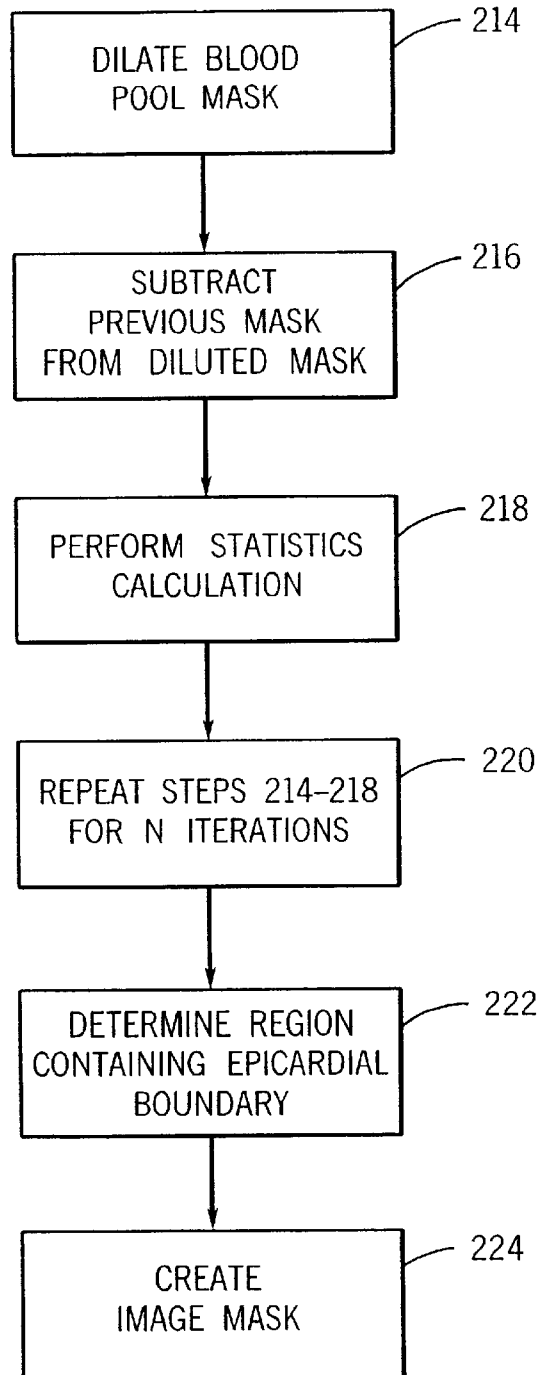 214
DILATE BLOOD
POOL MASK
216
SUBTRACT
PREVIOUS MASK
FROM DILUTED MASK
218
PERFORM STATISTICS
CALCULATION
220
REPEAT STEPS 214–218
FOR N ITERATIONS
222
DETERMINE REGION
CONTAINING EPICARDIAL
BOUNDARY
224
CREATE
IMAGE MASK